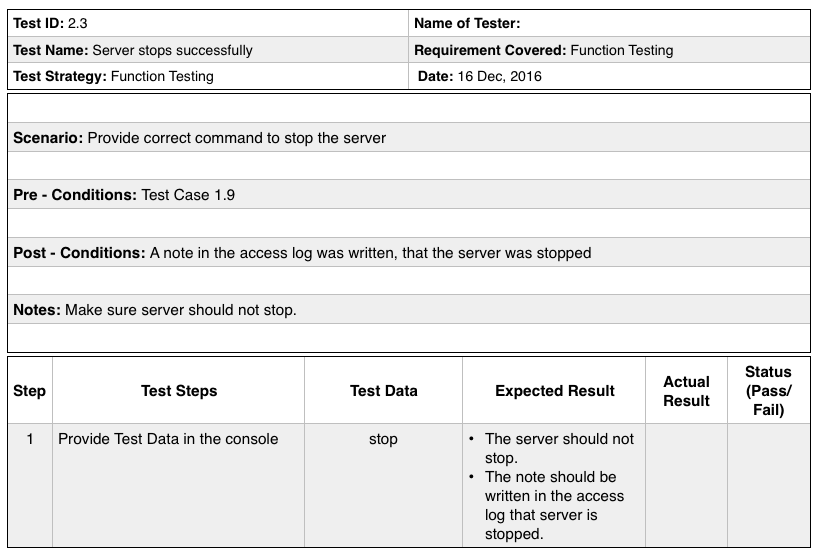 Test ID: 2.3
Name of Tester:
Test Name: Server stops successfully
Requirement Covered: Function Testing
Test Strategy: Function Testing
Date: 16 Dec, 2016
Scenario: Provide correct command to stop the server
Pre - Conditions: Test Case 1.9
Post - Conditions: A note in the access log was written, that the server was stopped
Notes: Make sure server should not stop.
Step
Test Steps
Test Data
Expected Result
Actual
Result
Status
(Pass/
Fail)
1
Provide Test Data in the console
stop
• The server should not
stop.
• The note should be
written in the access
log that server is
stopped.